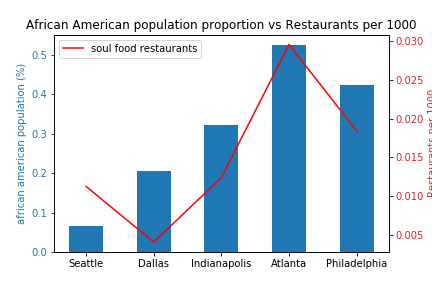 African American population proportion vs Restaurants per 1000
soul food restaurants
african american population (%)
0.5
0.4
0.3
0.2
0.1
0.0
0.030
0.025
0.020
0.015
0.010
0.005
Restaurants per 1000
Seattle
Dallas
Indianapolis
Atlanta
Philadelphia